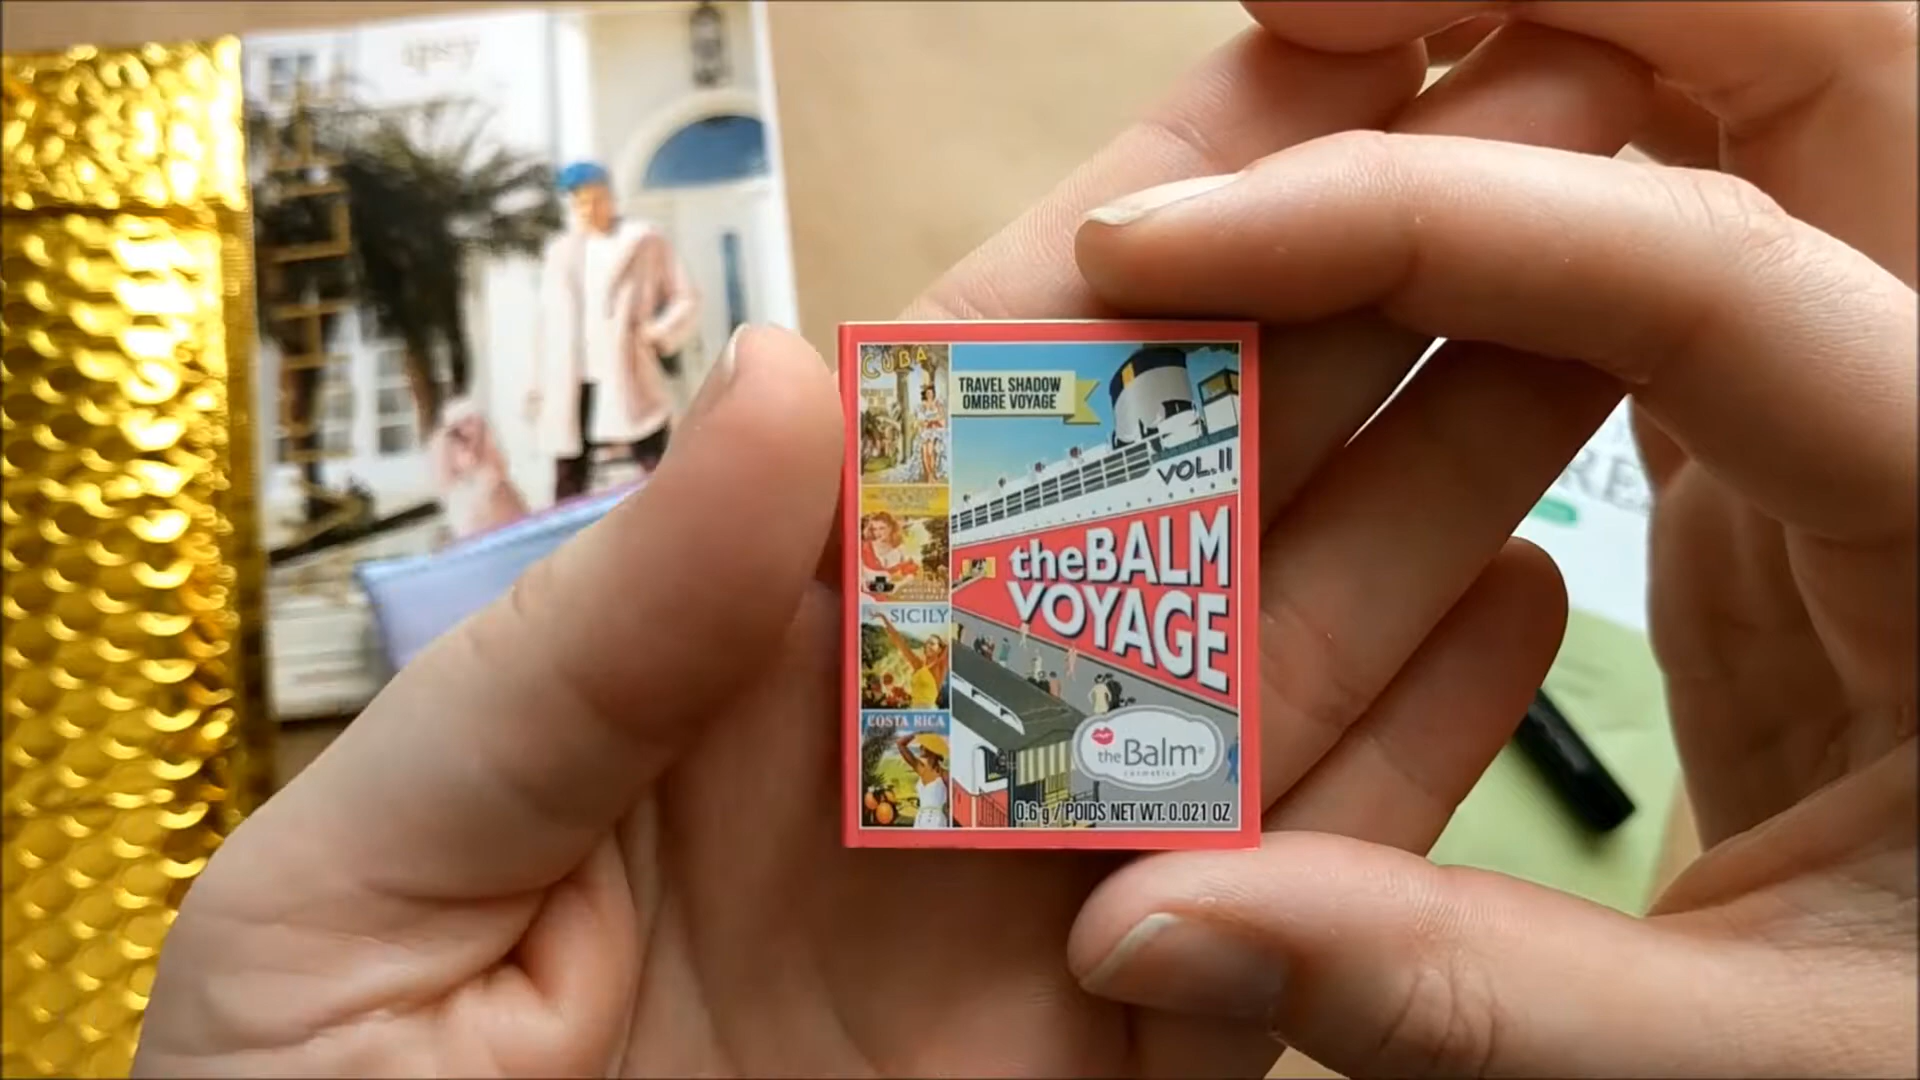 ipsy
CUBA
TRAVEL SHADOW
OMBRE VOYAGE
VOL.II
theBALM
VOYAGE
SICILY
COSTA RICA
theBalm®
cosmetics
0.6 g / POIDS NET WT. 0.021 OZ